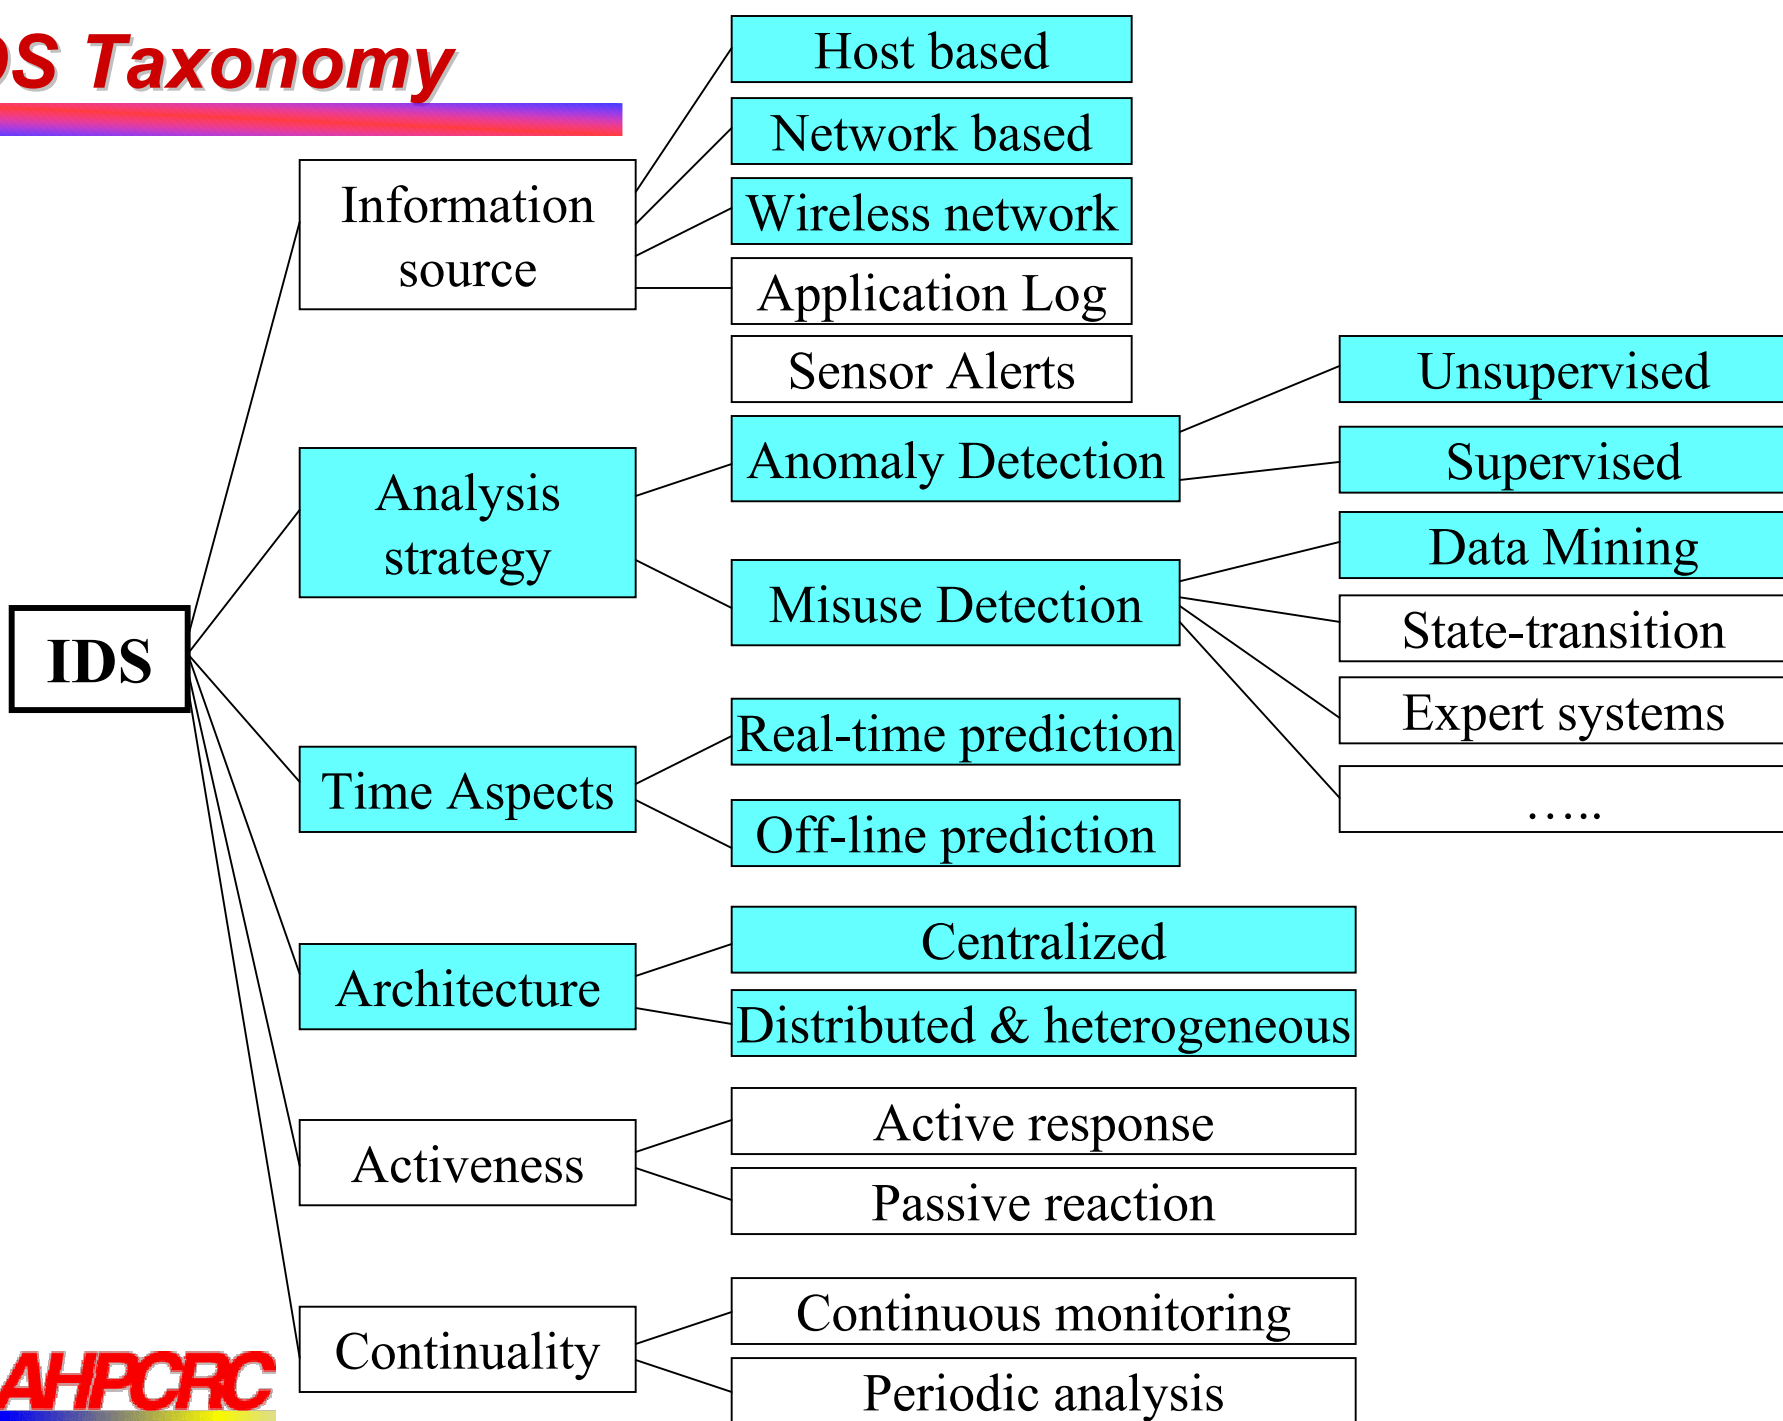 DS Taxonomy
Host based
Network based
Wireless network
Application Log
Sensor Alerts
Information
source
Unsupervised
Supervised
Anomaly Detection
Analysis
strategy
Data Mining
State-transition
Expert systems
.....
Misuse Detection
IDS
Real-time prediction
Time Aspects
Off-line prediction
Centralized
Architecture
Distributed & heterogeneous
Active response
Activeness
Passive reaction
Continuous monitoring
Continuality
Periodic analysis
AHPCRC